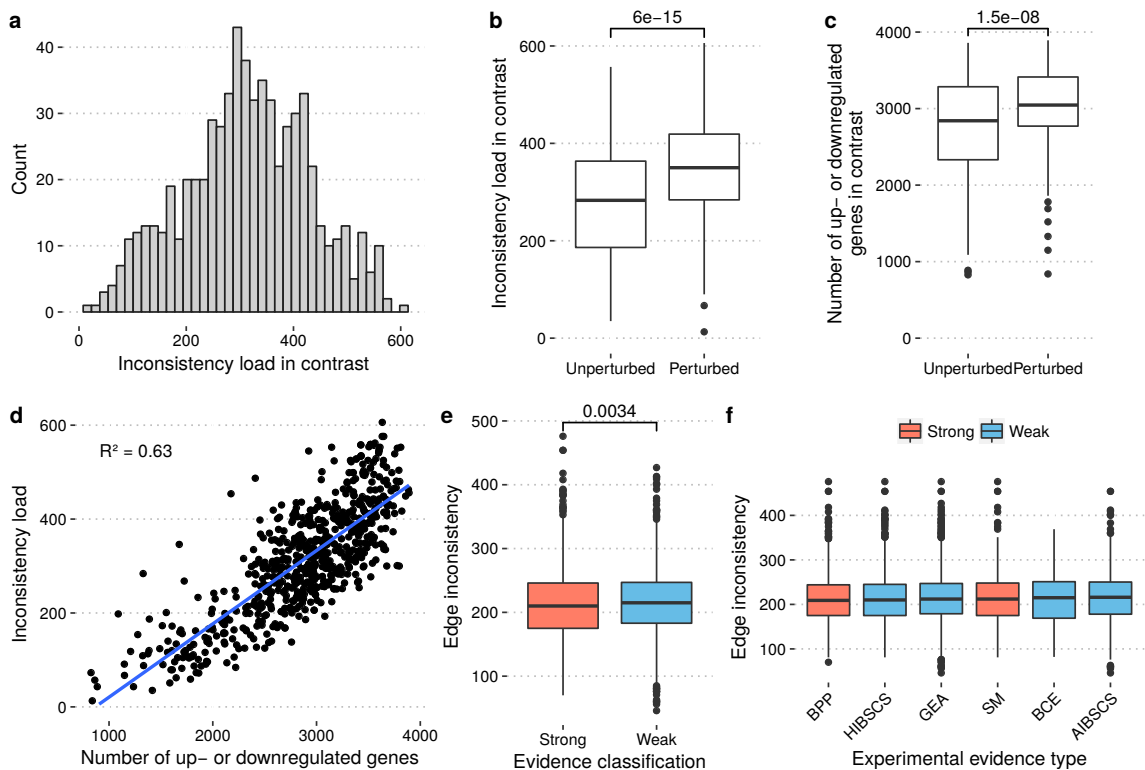 a
40
30
20
10
0
Count
0 200 400 600
Inconsistency load in contrast
b
6e−15
600
400
200
0
Inconsistency load in contrast
Unperturbed Perturbed
c
1.5e−08
4000
3000
2000
1000
0
Number of up− or downregulated
genes in contrast
Unperturbed Perturbed
d
R² = 0.63
600
400
200
0
Inconsistency load
1000 2000 3000 4000
Number of up− or downregulated genes
e
0.0034
500
400
300
200
100
Edge inconsistency
Strong Weak
Evidence classification
f
Strong Weak
400
300
200
100
Edge inconsistency
BPP HIBSCS GEA SM BCE AIBSCS
Experimental evidence type